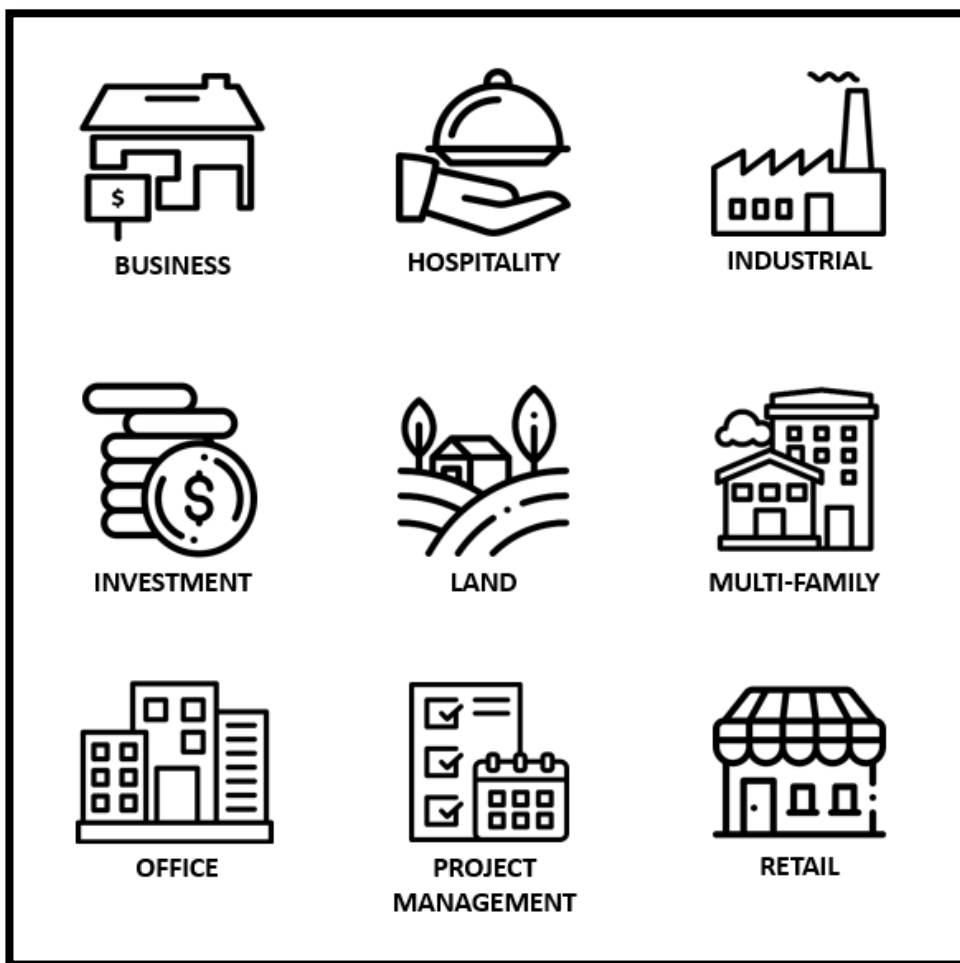 $
BUSINESS
HOSPITALITY
INDUSTRIAL
$
INVESTMENT
LAND
MULTI-FAMILY
OFFICE
PROJECT
MANAGEMENT
RETAIL